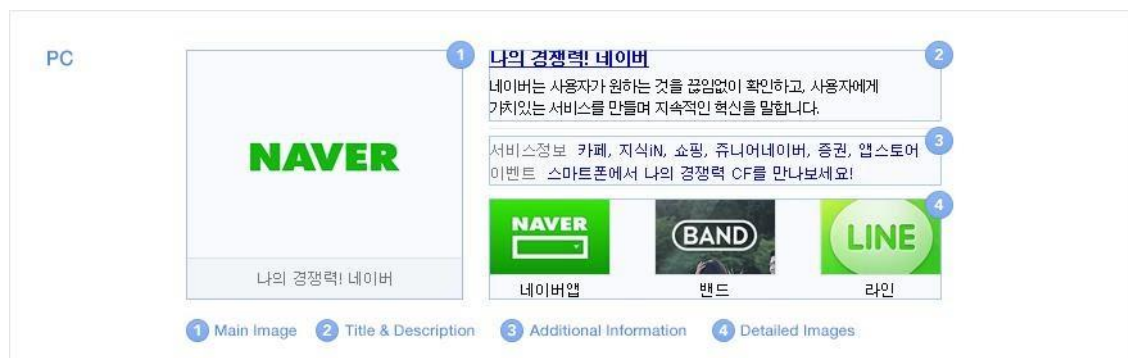 PC
NAVER
나의 경쟁력! 네이버
1
나의 경쟁력! 네이버
2
네이버는 사용자가 원하는 것을 끊임없이 확인하고, 사용자에게
가치있는 서비스를 만들며 지속적인 혁신을 말합니다.
서비스정보 카페, 지식iN, 쇼핑, 쥬니어네이버, 증권, 앱스토어
3
이벤트 스마트폰에서 나의 경쟁력 CF를 만나보세요!
4
NAVER
BAND
LINE
네이버앱 밴드 라인
1 Main Image 2 Title & Description 3 Additional Information 4 Detailed Images